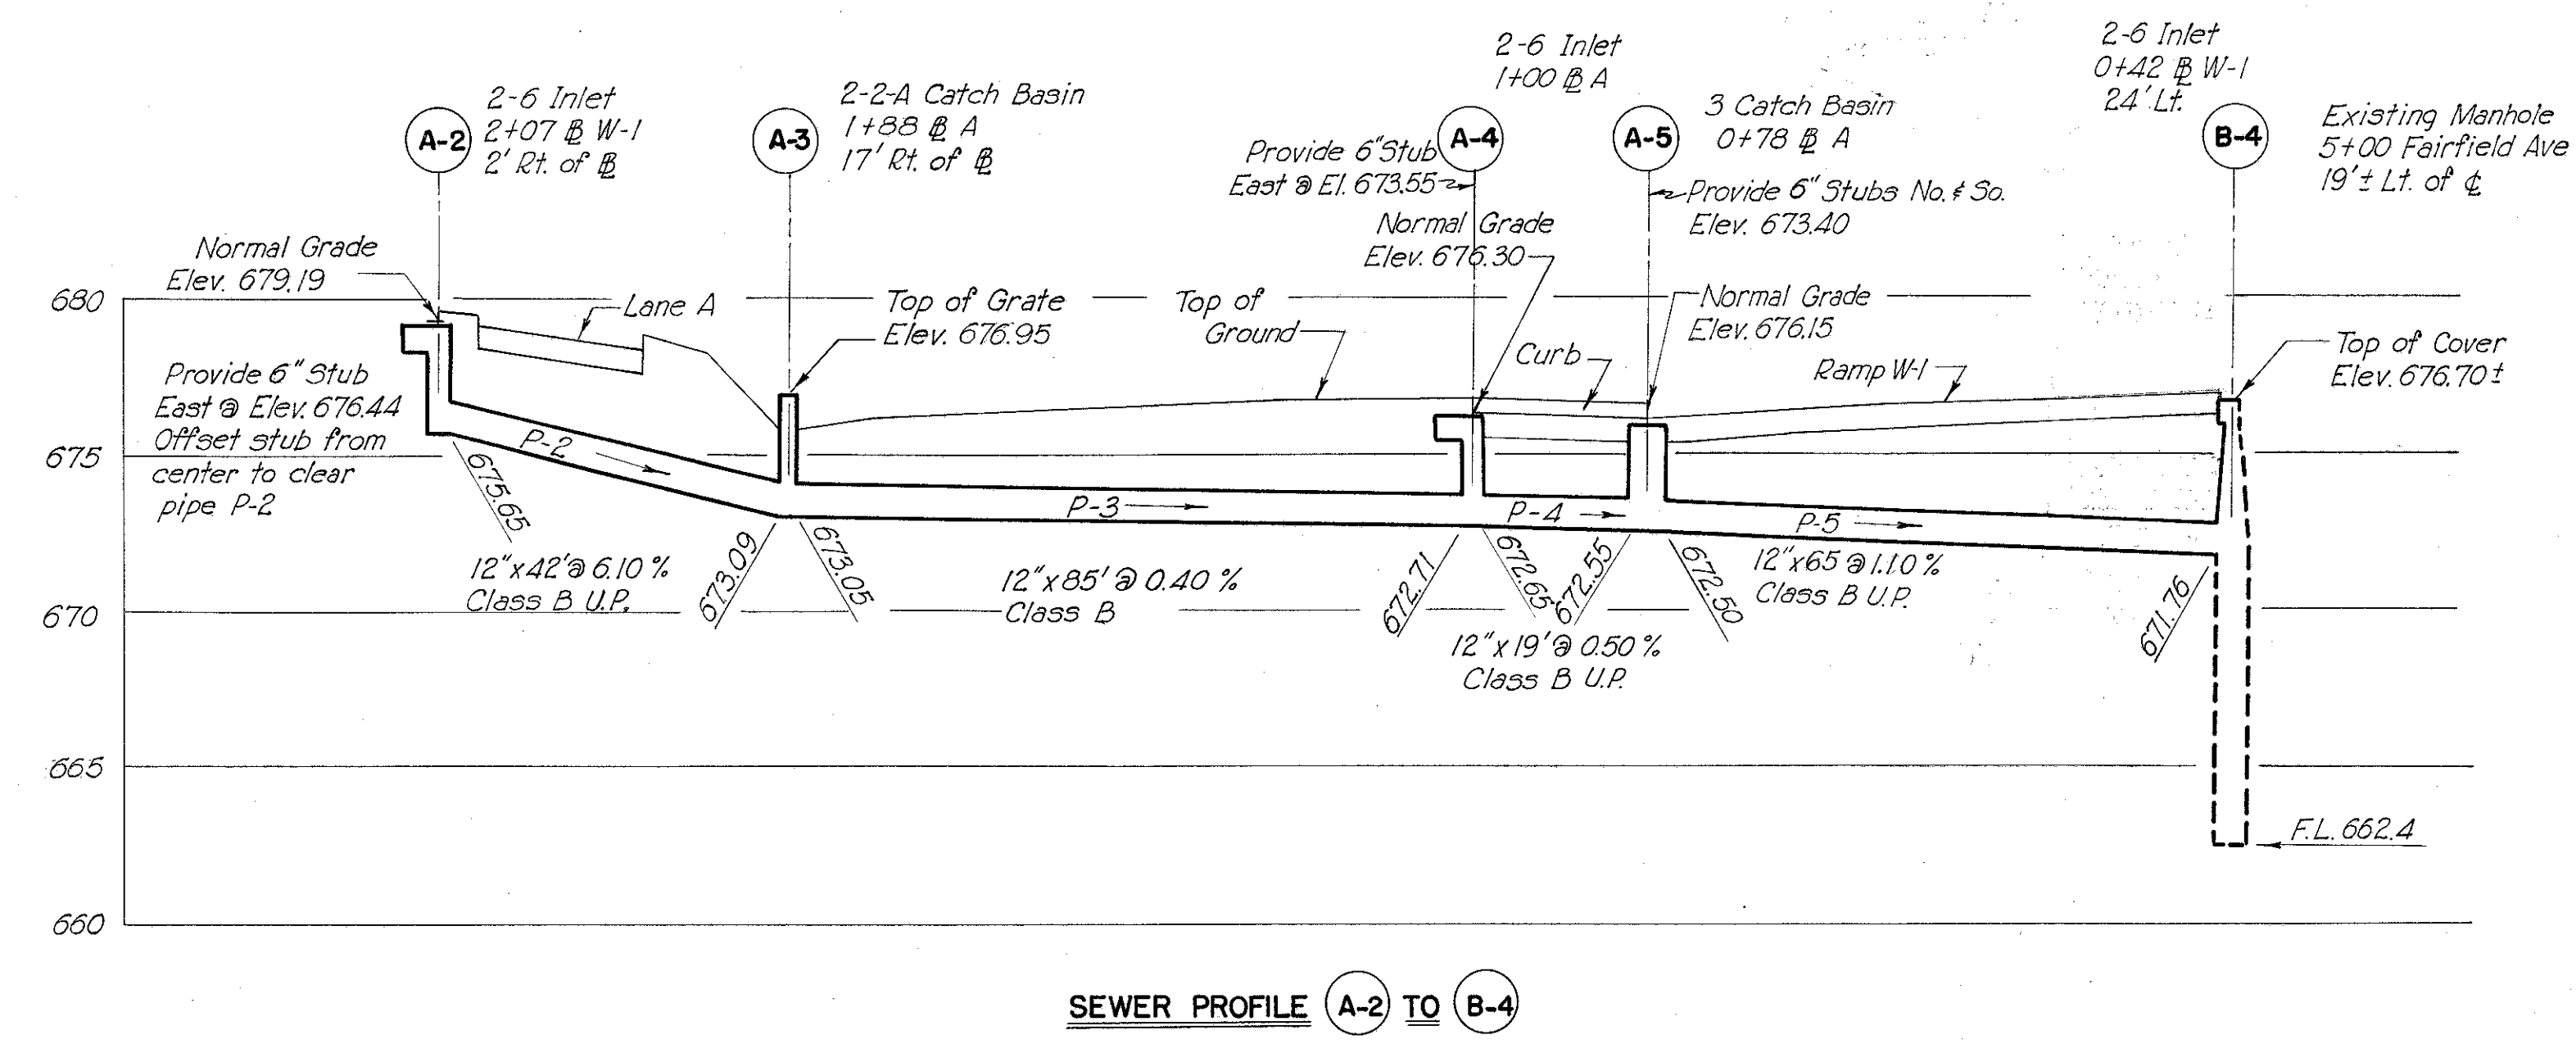 2-6 Inlet
2+07 ℄ W-1
2' Rt. of ℄
A-2
2-2-A Catch Basin
1+88 ℄ A
17' Rt. of ℄
A-3
2-6 Inlet
1+00 ℄ A
A-4
Provide 6" Stub
East @ El. 673.55
3 Catch Basin
0+78 ℄ A
A-5
Provide 6" Stubs No. & So.
Elev. 673.40
2-6 Inlet
0+42 ℄ W-1
24' Lt.
B-4
Existing Manhole
5+00 Fairfield Ave
19'± Lt. of ℄
Normal Grade
Elev. 679.19
Lane A
Top of Grate
Elev. 676.95
Top of
Ground
Normal Grade
Elev. 676.30
Curb
Normal Grade
Elev. 676.15
Ramp W-1
Top of Cover
Elev. 676.70±
680
675
670
665
660
Provide 6" Stub
East @ Elev. 676.44
Offset stub from
center to clear
pipe P-2
P-2
P-3
P-4
P-5
675.65
12"x42' @ 6.10 %
Class B U.P.
673.09
673.05
12"x85' @ 0.40 %
Class B
672.71
672.65
672.55
672.50
12"x19' @ 0.50 %
Class B U.P.
12"x65 @ 1.10 %
Class B U.P.
671.76
F.L. 662.4
SEWER PROFILE A-2 TO B-4